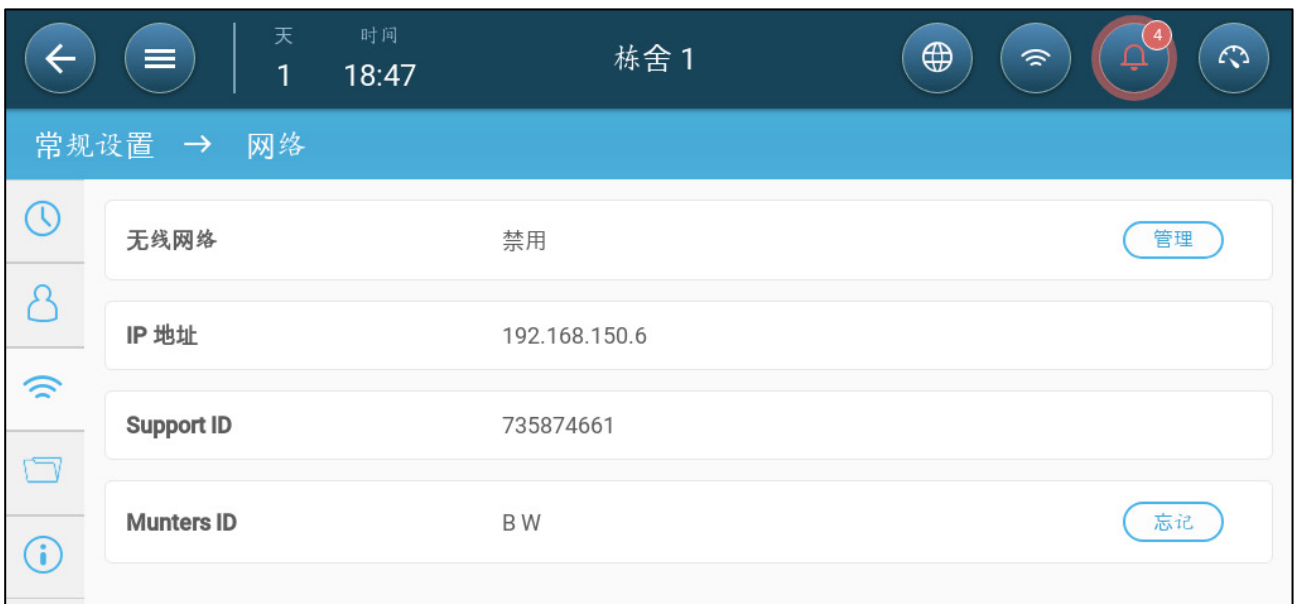 天 时间
1 18:47
栋舍 1
4
常规设置 → 网络
无线网络 禁用 管理
IP 地址 192.168.150.6
Support ID 735874661
Munters ID B W 忘记